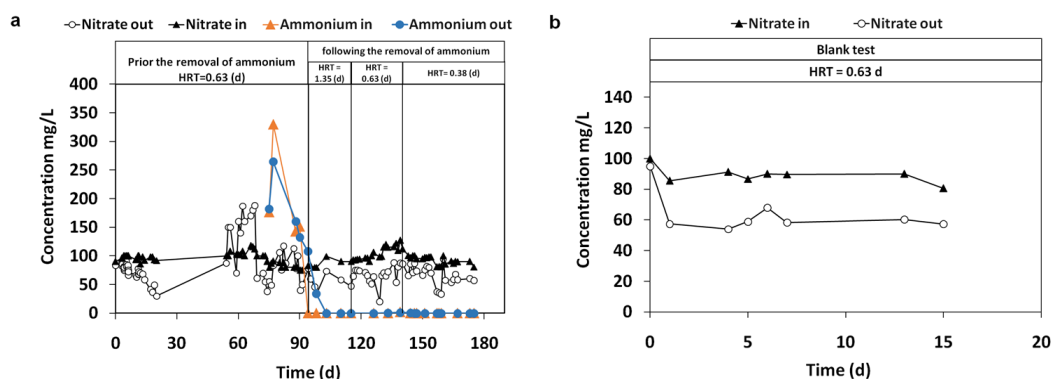 a
Nitrate out Nitrate in Ammonium in Ammonium out
Prior the removal of ammonium
HRT=0.63 (d)
following the removal of ammonium
HRT =
1.35 (d)
HRT =
0.63 (d)
HRT= 0.38 (d)
Concentration mg/L
400
350
300
250
200
150
100
50
0
0 30 60 90 120 150 180
Time (d)
b
Nitrate in Nitrate out
Blank test
HRT = 0.63 d
Concentration mg/L
140
120
100
80
60
40
20
0
0 5 10 15 20
Time (d)